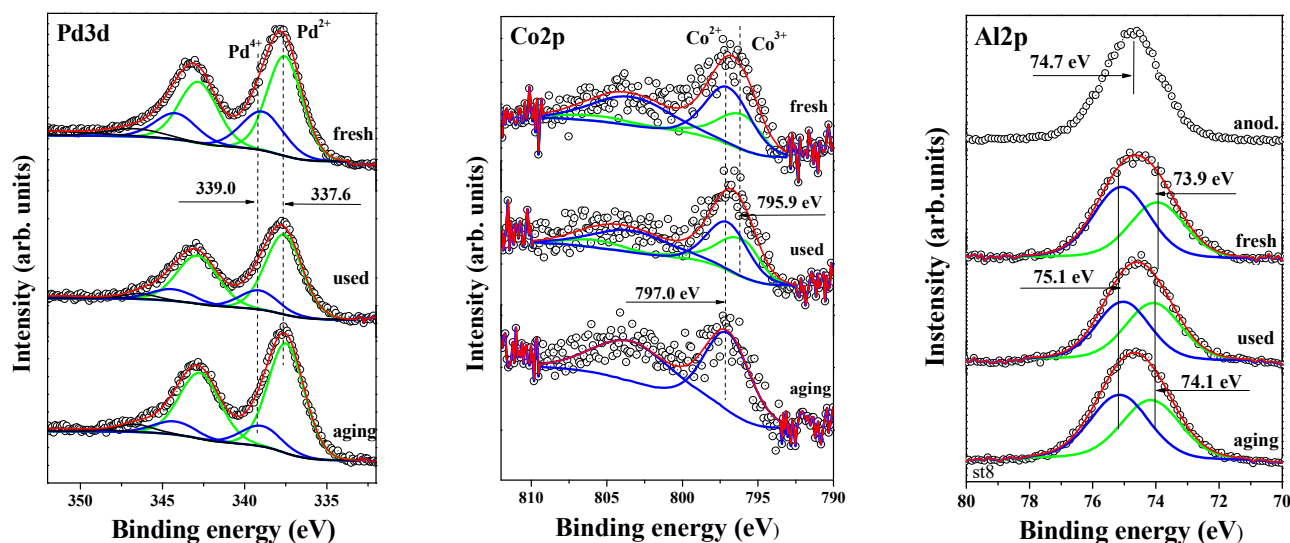 Pd3d
Pd4+
Pd2+
fresh
339.0
337.6
used
aging
Intensity (arb. units)
350 345 340 335
Binding energy (eV)
Co2p
Co2+
Co3+
fresh
795.9 eV
used
797.0 eV
aging
Intensity (arb. units)
810 805 800 795 790
Binding energy (eV)
Al2p
74.7 eV
anod.
73.9 eV
fresh
75.1 eV
used
74.1 eV
aging
st8
Instensity (arb.units)
80 78 76 74 72 70
Binding energy (eV)